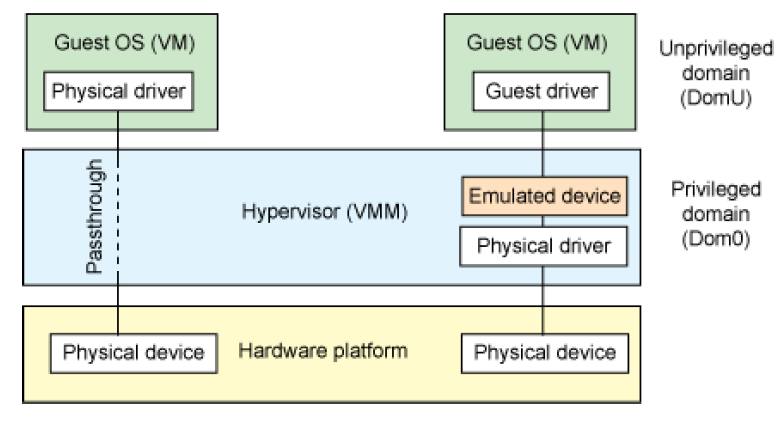 Guest OS (VM)
Physical driver
Guest OS (VM)
Guest driver
Unprivileged
domain
(DomU)
Passthrough
Hypervisor (VMM)
Emulated device
Physical driver
Privileged
domain
(Dom0)
Physical device
Hardware platform
Physical device